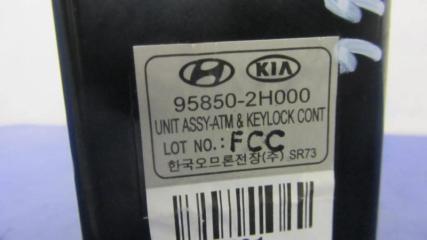 KIA
95850-2H000
UNIT ASSY-ATM & KEYLOCK CONT
LOT NO.: FCC
한국오므론전장(주) SR73